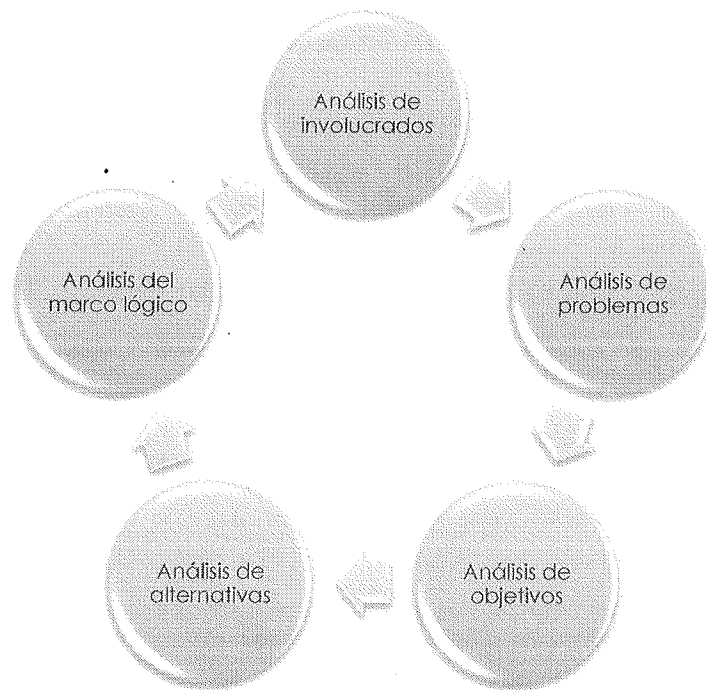 Análisis de
involucrados
Análisis de
problemas
Análisis de
objetivos
Análisis de
alternativas
Análisis del
marco lógico